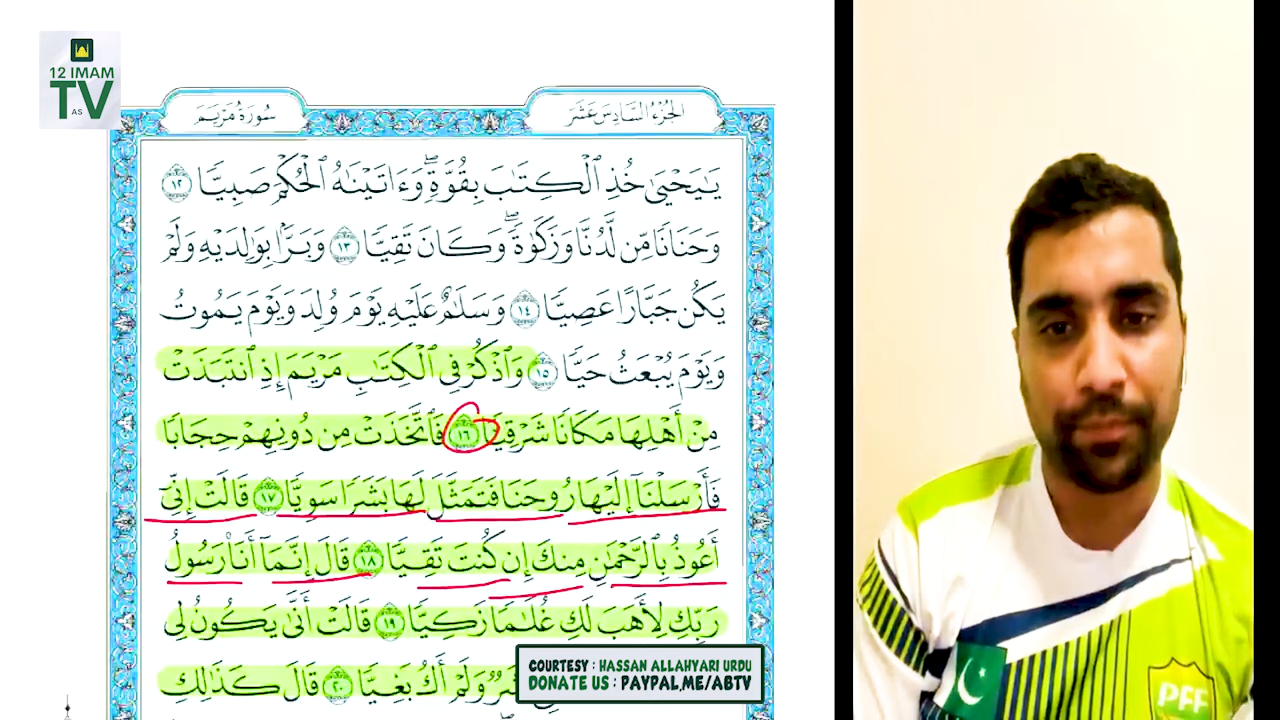 12 IMAM
TV
AS
سُورَةُ مَرْيَمَ
الجُزْءُ السَّادِسَ عَشَرَ
يَـٰيَحْيَىٰ خُذِ ٱلْكِتَـٰبَ بِقُوَّةٍۖ وَءَاتَيْنَـٰهُ ٱلْحُكْمَ صَبِيًّا ١٢
وَحَنَانًا مِّن لَّدُنَّا وَزَكَوٰةًۖ وَكَانَ تَقِيًّا ١٣ وَبَرًّۢا بِوَٰلِدَيْهِ وَلَمْ
يَكُن جَبَّارًا عَصِيًّا ١٤ وَسَلَـٰمٌ عَلَيْهِ يَوْمَ وُلِدَ وَيَوْمَ يَمُوتُ
وَيَوْمَ يُبْعَثُ حَيًّا ١٥ وَٱذْكُرْ فِى ٱلْكِتَـٰبِ مَرْيَمَ إِذِ ٱنتَبَذَتْ
مِنْ أَهْلِهَا مَكَانًا شَرْقِيًّا ١٦ فَٱتَّخَذَتْ مِن دُونِهِمْ حِجَابًا
فَأَرْسَلْنَآ إِلَيْهَا رُوحَنَا فَتَمَثَّلَ لَهَا بَشَرًا سَوِيًّا ١٧ قَالَتْ إِنِّىٓ
أَعُوذُ بِٱلرَّحْمَـٰنِ مِنكَ إِن كُنتَ تَقِيًّا ١٨ قَالَ إِنَّمَآ أَنَا۠ رَسُولُ
رَبِّكِ لِأَهَبَ لَكِ غُلَـٰمًا زَكِيًّا ١٩ قَالَتْ أَنَّىٰ يَكُونُ لِى
وَلَمْ أَكُ بَغِيًّا ٢٠ قَالَ كَذَٰلِكِ
COURTESY : HASSAN ALLAHYARI URDU
DONATE US : PAYPAL.ME/ABTV
PFF